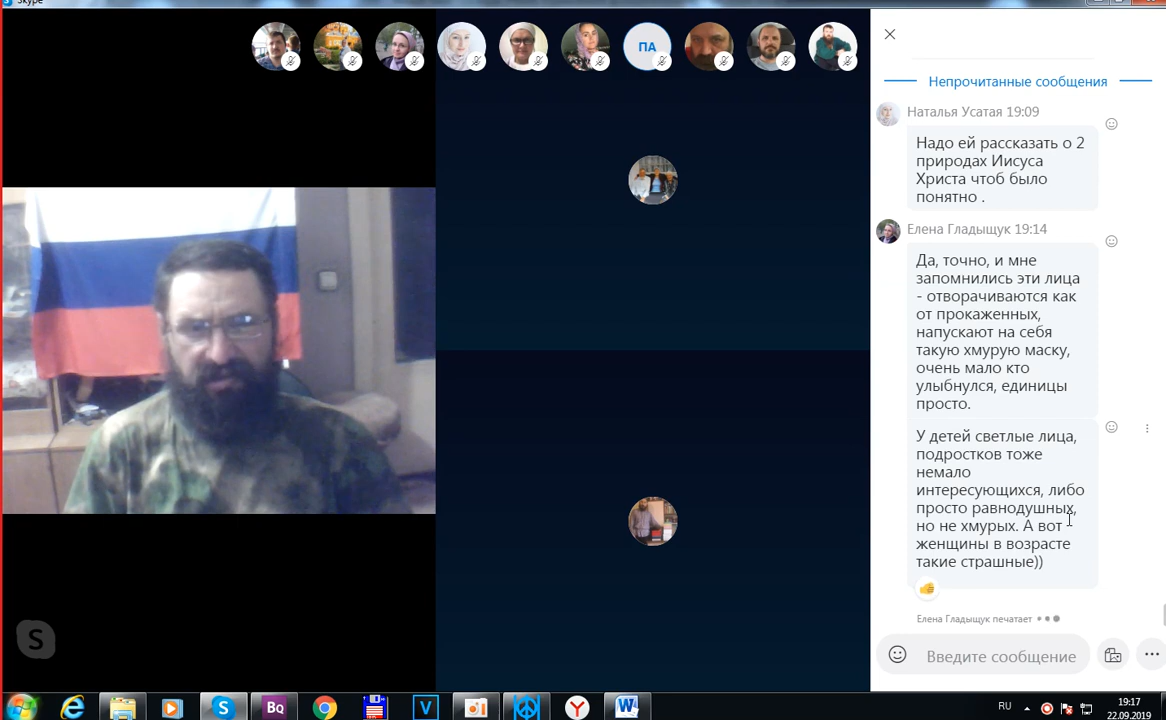 Skype
ПА
Непрочитанные сообщения
Наталья Усатая 19:09
Надо ей рассказать о 2
природах Иисуса
Христа чтоб было
понятно .
Елена Гладыщук 19:14
Да, точно, и мне
запомнились эти лица
- отворачиваются как
от прокаженных,
напускают на себя
такую хмурую маску,
очень мало кто
улыбнулся, единицы
просто.
У детей светлые лица,
подростков тоже
немало
интересующихся, либо
просто равнодушных,
но не хмурых. А вот
женщины в возрасте
такие страшные))
Елена Гладыщук печатает
Введите сообщение
S
S
Bq
V
Y
W
RU
19:17
22.09.2019